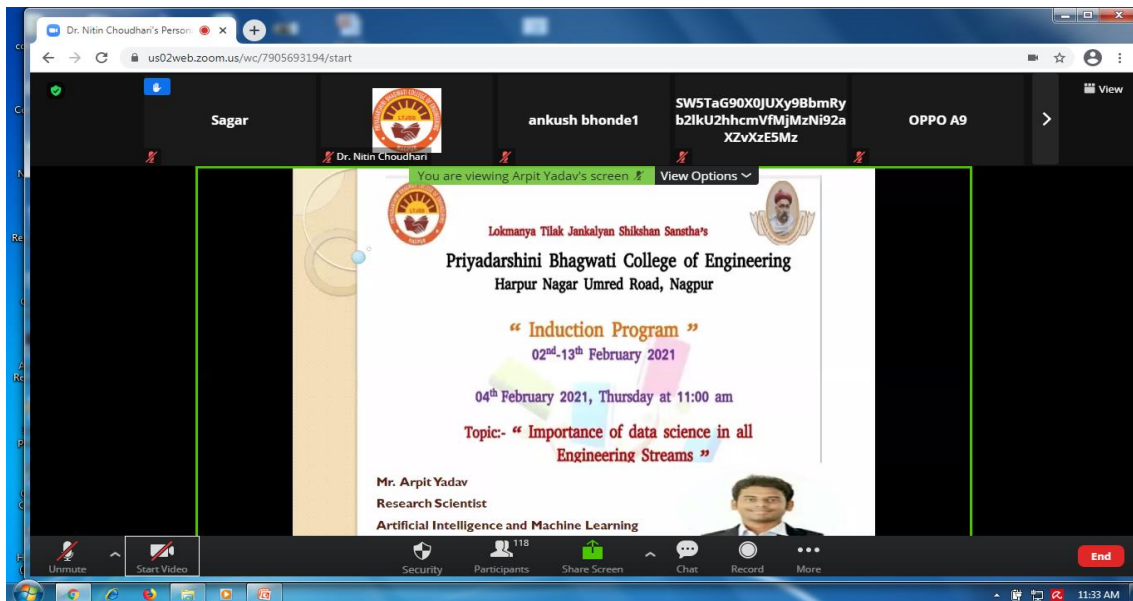 Dr. Nitin Choudhari's Person
us02web.zoom.us/wc/7905693194/start
View
Sagar
Dr. Nitin Choudhari
ankush bhonde1
SW5TaG90X0JUXy9BbmRy
b2lkU2hhcmVfMjMzNi92a
XZvXzE5Mz
OPPO A9
You are viewing Arpit Yadav's screen
View Options
Lokmanya Tilak Jankalyan Shikshan Sanstha's
Priyadarshini Bhagwati College of Engineering
Harpur Nagar Umred Road, Nagpur
“ Induction Program ”
02nd-13th February 2021
04th February 2021, Thursday at 11:00 am
Topic:- “ Importance of data science in all
Engineering Streams ”
Mr. Arpit Yadav
Research Scientist
Artificial Intelligence and Machine Learning
Unmute
Start Video
Security
118
Participants
Share Screen
Chat
Record
More
End
11:33 AM